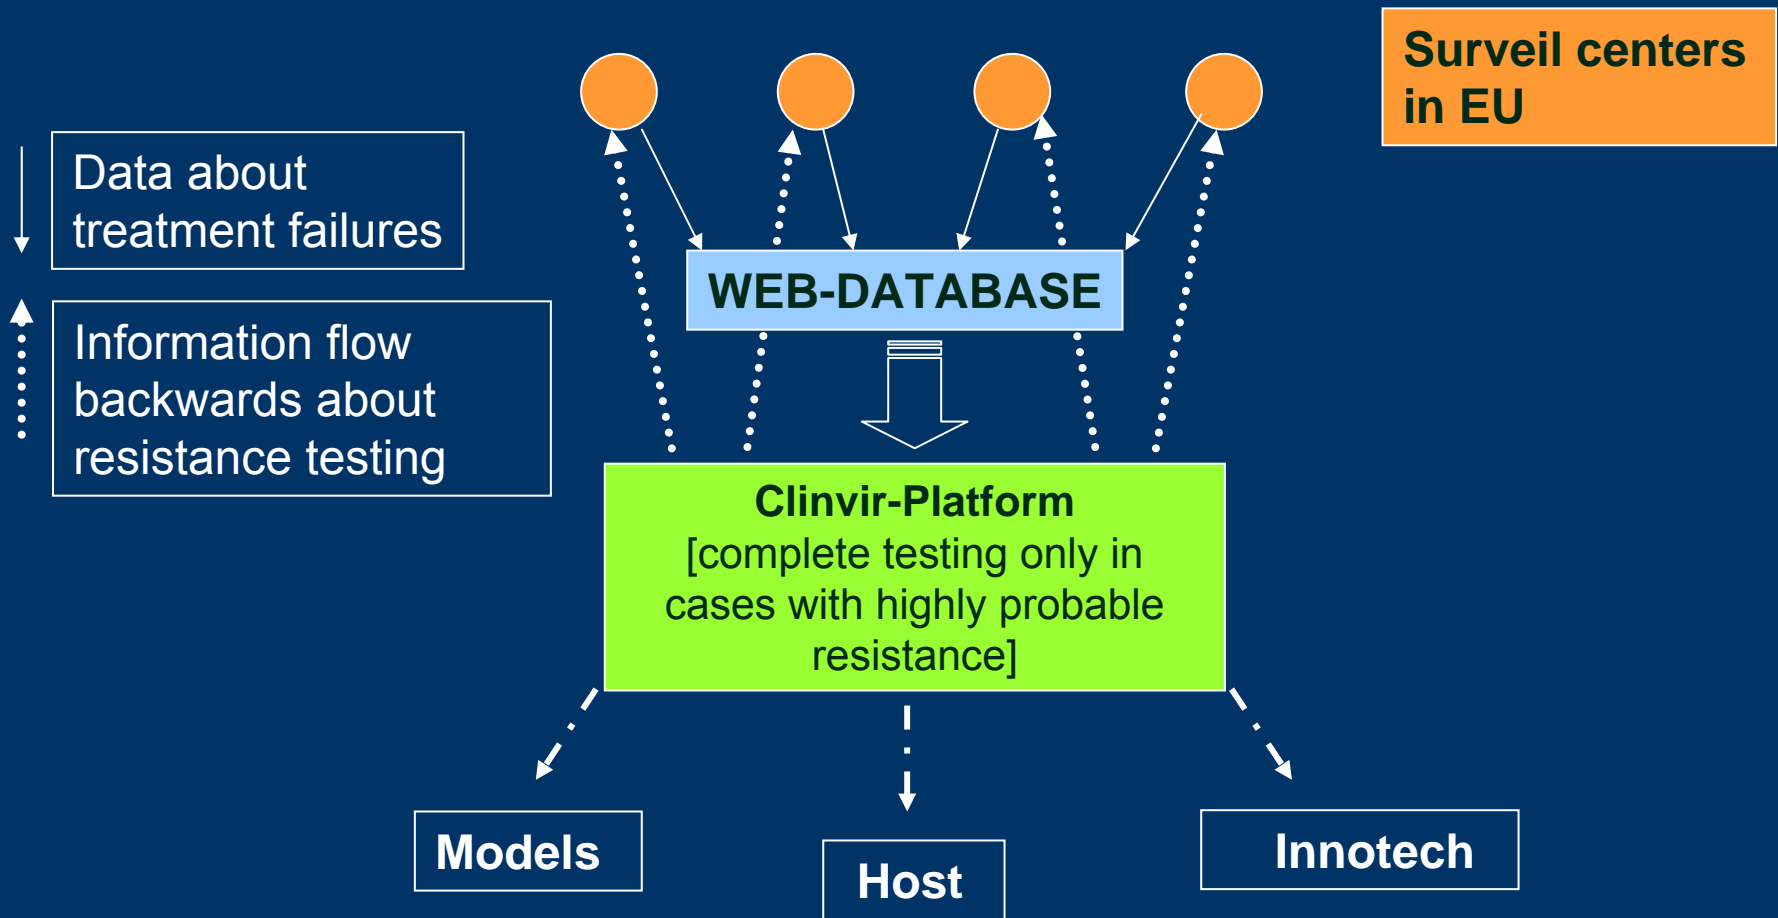 Surveil centers
in EU
Data about
treatment failures
WEB-DATABASE
Information flow
backwards about
resistance testing
Clinvir-Platform
[complete testing only in
cases with highly probable
resistance]
Models
Host
Innotech